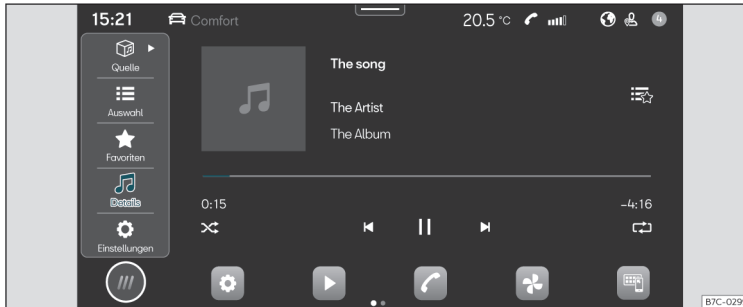 15:21 Comfort 20.5 °C 4
Quelle
Auswahl
Favoriten
Details
Einstellungen
The song
The Artist
The Album
0:15 -4:16
B7C-029